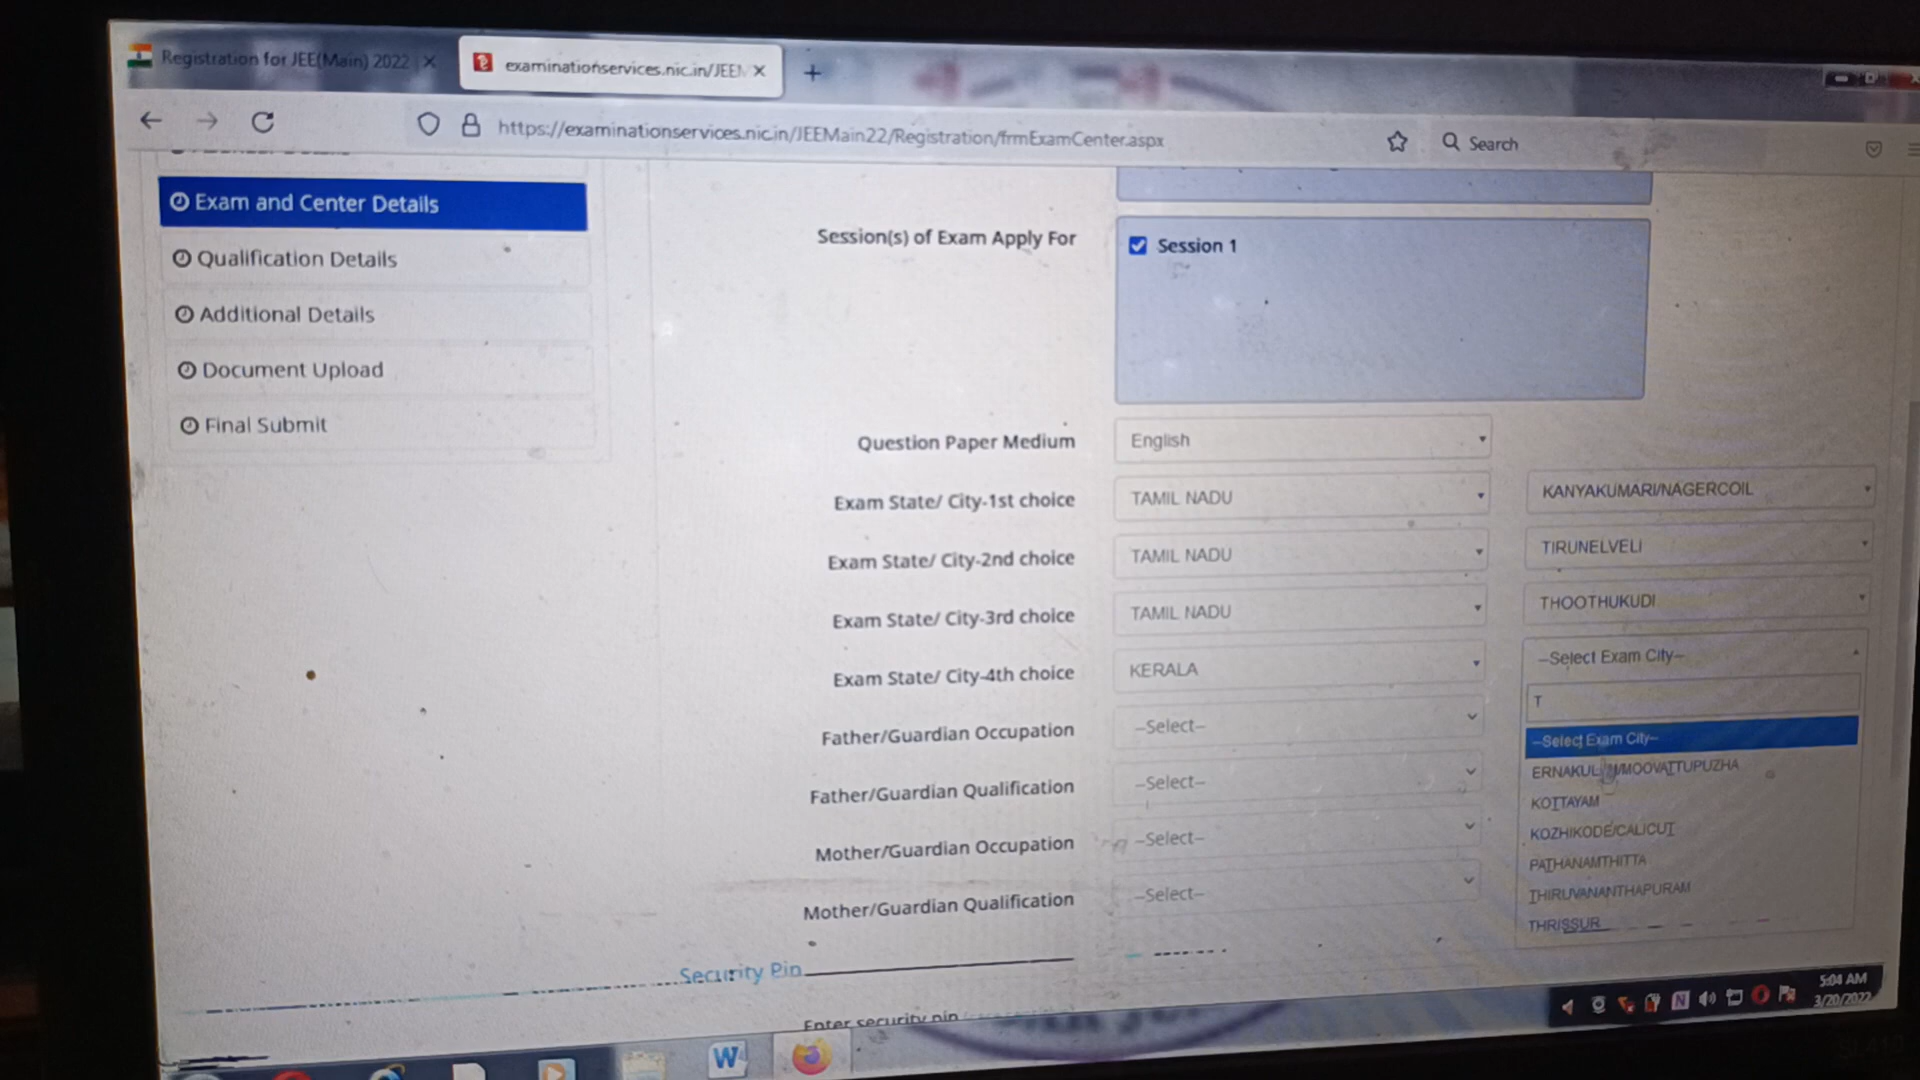 Registration for JEE(Main) 2022
examinationservices.nic.in/JEEM
https://examinationservices.nic.in/JEEMain22/Registration/frmExamCenter.aspx
Search
Exam and Center Details
Qualification Details
Additional Details
Document Upload
Final Submit
Session(s) of Exam Apply For
Session 1
Question Paper Medium
English
Exam State/ City-1st choice
TAMIL NADU
KANYAKUMARI/NAGERCOIL
Exam State/ City-2nd choice
TAMIL NADU
TIRUNELVELI
Exam State/ City-3rd choice
TAMIL NADU
THOOTHUKUDI
Exam State/ City-4th choice
KERALA
--Select Exam City--
T
--Select Exam City--
KOTTAYAM
KOZHIKODE/CALICUT
PATHANAMTHITTA
THIRUVANANTHAPURAM
THRISSUR
Father/Guardian Occupation
--Select--
Father/Guardian Qualification
--Select--
Mother/Guardian Occupation
--Select--
Mother/Guardian Qualification
--Select--
Security Pin
Enter security pin
5:04 AM
3/20/2022